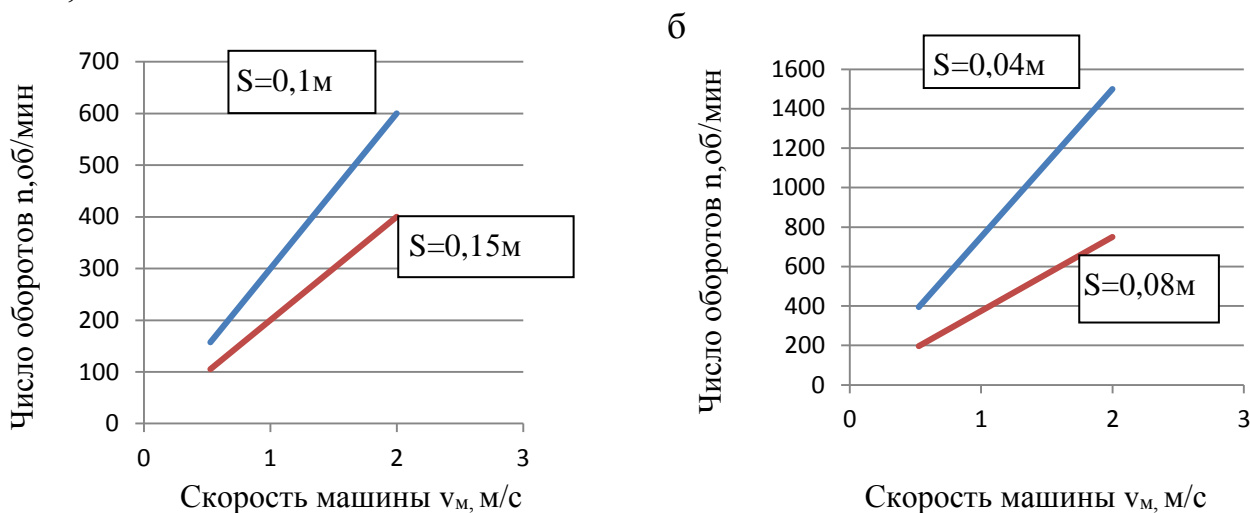 Число оборотов n,об/мин
700
600
500
400
300
200
100
0
0 1 2 3
S=0,1м
S=0,15м
Скорость машины vм, м/с
б
Число оборотов n,об/мин
1600
1400
1200
1000
800
600
400
200
0
0 1 2 3
S=0,04м
S=0,08м
Скорость машины vм, м/с